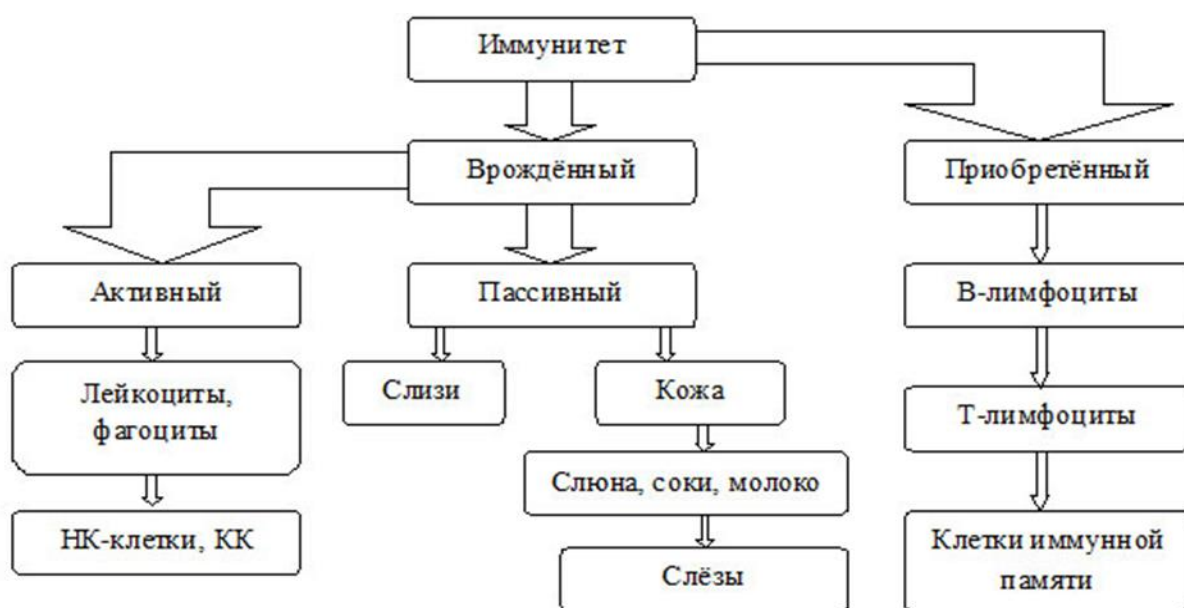 Иммунитет
Врождённый
Приобретённый
Активный
Пассивный
В-лимфоциты
Лейкоциты,
фагоциты
Слизи
Кожа
Т-лимфоциты
Слюна, соки, молоко
НК-клетки, КК
Слёзы
Клетки иммунной
памяти